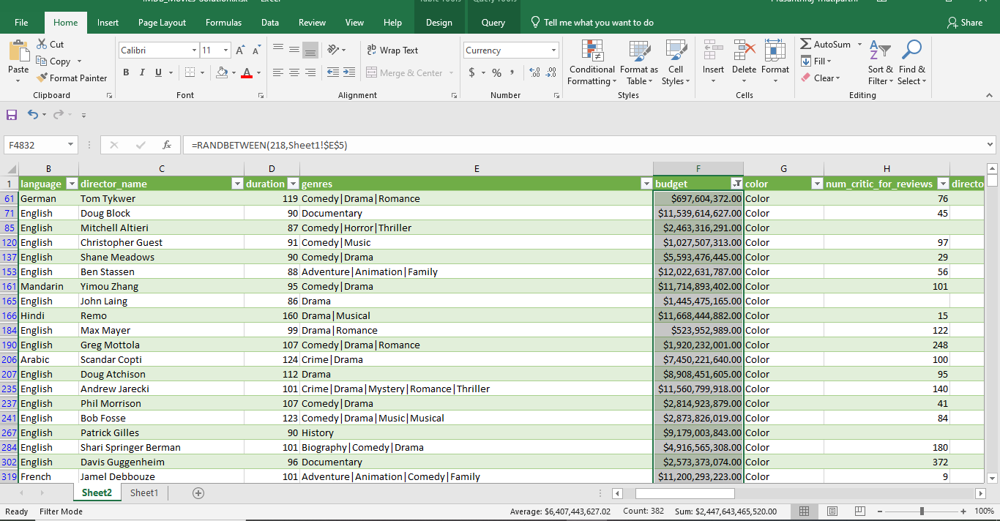 File Home Insert Page Layout Formulas Data Review View Help Design Query Tell me what you want to do Share
Cut
Copy
Format Painter
Paste
Calibri 11
B I U A
Wrap Text
Merge & Center
Currency
$ % ,
Conditional Formatting
Format as Table
Cell Styles
Insert Delete Format
AutoSum
Fill
Clear
Sort & Filter
Find & Select
Clipboard Font Alignment Number Styles Cells Editing
F4832 fx =RANDBETWEEN(218,Sheet1!$E$5)
B C D E F G H
1 language director_name duration genres budget color num_critic_for_reviews directo
61 German Tom Tykwer 119 Comedy|Drama|Romance $697,604,372.00 Color 76
71 English Doug Block 90 Documentary $11,539,614,627.00 Color 45
85 English Mitchell Altieri 87 Comedy|Horror|Thriller $2,463,316,291.00 Color
120 English Christopher Guest 91 Comedy|Music $1,027,507,313.00 Color 97
137 English Shane Meadows 90 Comedy|Drama $5,593,476,445.00 Color 29
153 English Ben Stassen 88 Adventure|Animation|Family $12,022,631,787.00 Color 56
161 Mandarin Yimou Zhang 95 Comedy|Drama $11,714,893,402.00 Color 101
165 English John Laing 86 Drama $1,445,475,165.00 Color
166 Hindi Remo 160 Drama|Musical $11,668,444,882.00 Color 15
184 English Max Mayer 99 Drama|Romance $523,952,989.00 Color 122
190 English Greg Mottola 107 Comedy|Drama|Romance $1,920,232,001.00 Color 248
206 Arabic Scandar Copti 124 Crime|Drama $7,450,221,640.00 Color 100
207 English Doug Atchison 112 Drama $8,908,451,605.00 Color 95
235 English Andrew Jarecki 101 Crime|Drama|Mystery|Romance|Thriller $11,560,799,918.00 Color 140
237 English Phil Morrison 107 Comedy|Drama $2,814,923,879.00 Color 41
241 English Bob Fosse 123 Comedy|Drama|Music|Musical $2,873,826,019.00 Color 84
267 English Patrick Gilles 90 History $9,179,003,843.00 Color
284 English Shari Springer Berman 101 Biography|Comedy|Drama $4,916,565,308.00 Color 180
302 English Davis Guggenheim 96 Documentary $2,573,373,074.00 Color 372
319 French Jamel Debbouze 101 Adventure|Animation|Comedy|Family $11,200,293,223.00 Color 9
Sheet2 Sheet1
Ready Filter Mode Average: $6,407,443,627.02 Count: 382 Sum: $2,447,643,465,520.00 100%